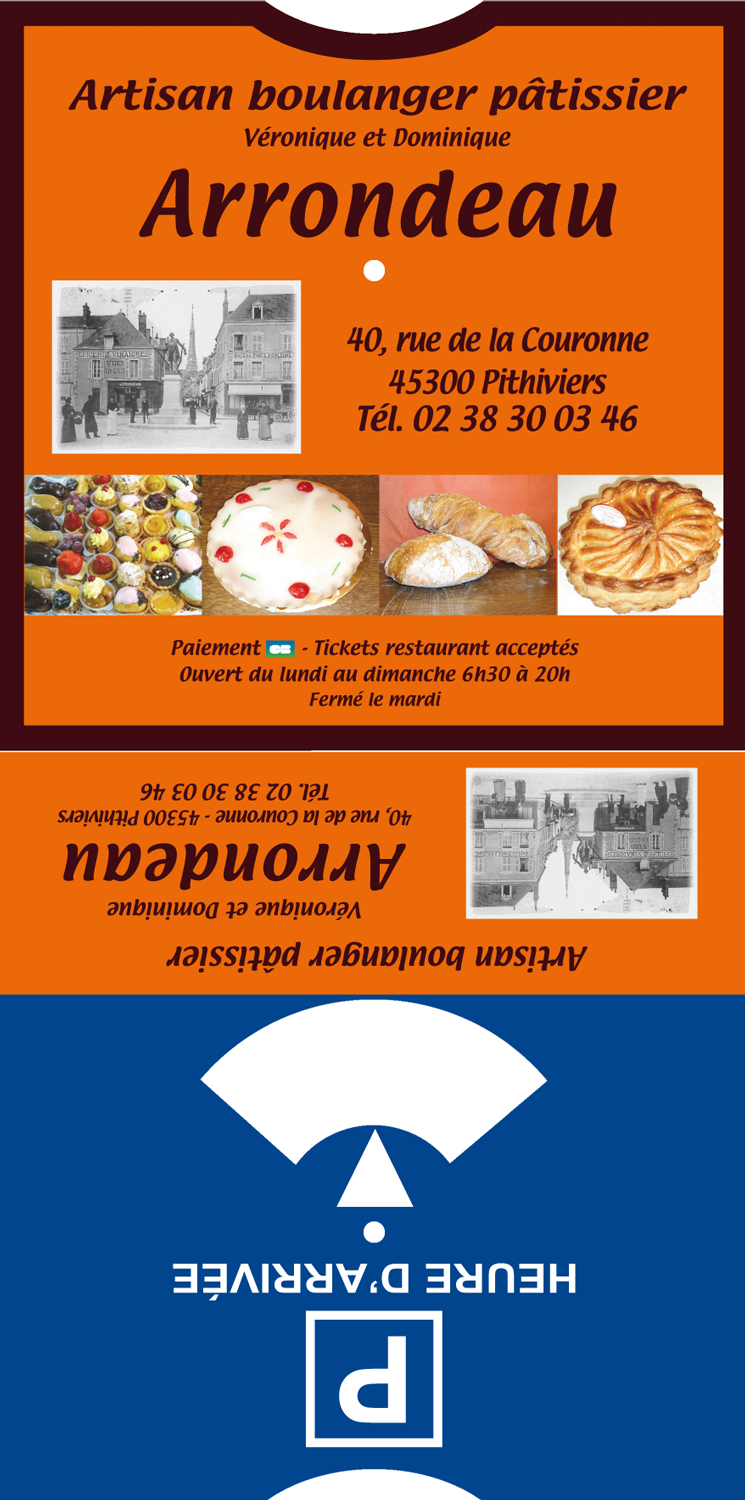 Artisan boulanger pâtissier
Véronique et Dominique
Arrondeau
40, rue de la Couronne
45300 Pithiviers
Tél. 02 38 30 03 46
Paiement CB - Tickets restaurant acceptés
Ouvert du lundi au dimanche 6h30 à 20h
Fermé le mardi
Artisan boulanger pâtissier
Véronique et Dominique
Arrondeau
40, rue de la Couronne - 45300 Pithiviers
Tél. 02 38 30 03 46
P
HEURE D'ARRIVÉE